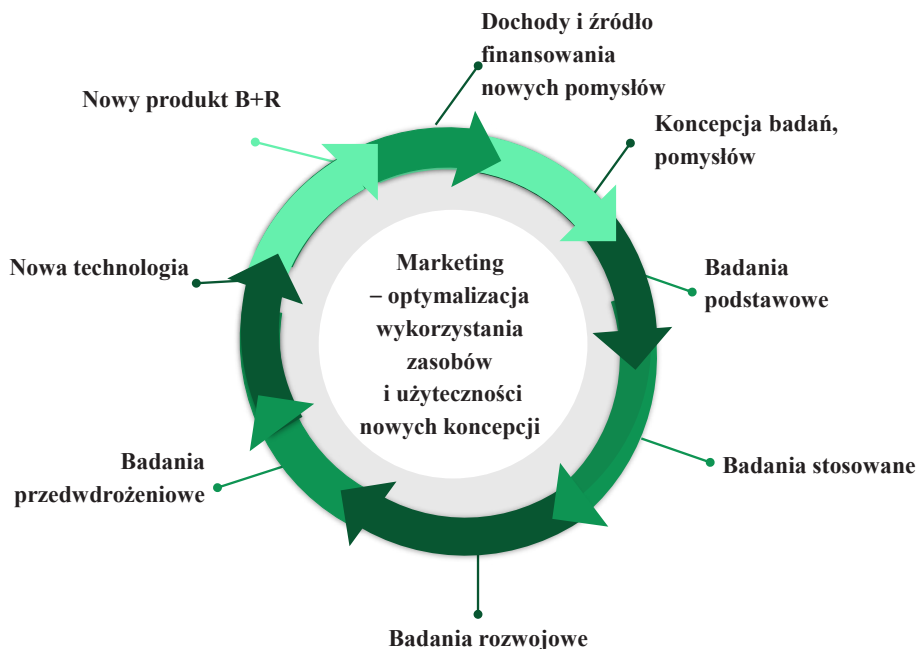 Dochody i źródło
finansowania
nowych pomysłów
Koncepcja badań,
pomysłów
Badania
podstawowe
Badania stosowane
Badania rozwojowe
Badania
przedwdrożeniowe
Nowa technologia
Nowy produkt B+R
Marketing
– optymalizacja
wykorzystania
zasobów
i użyteczności
nowych koncepcji